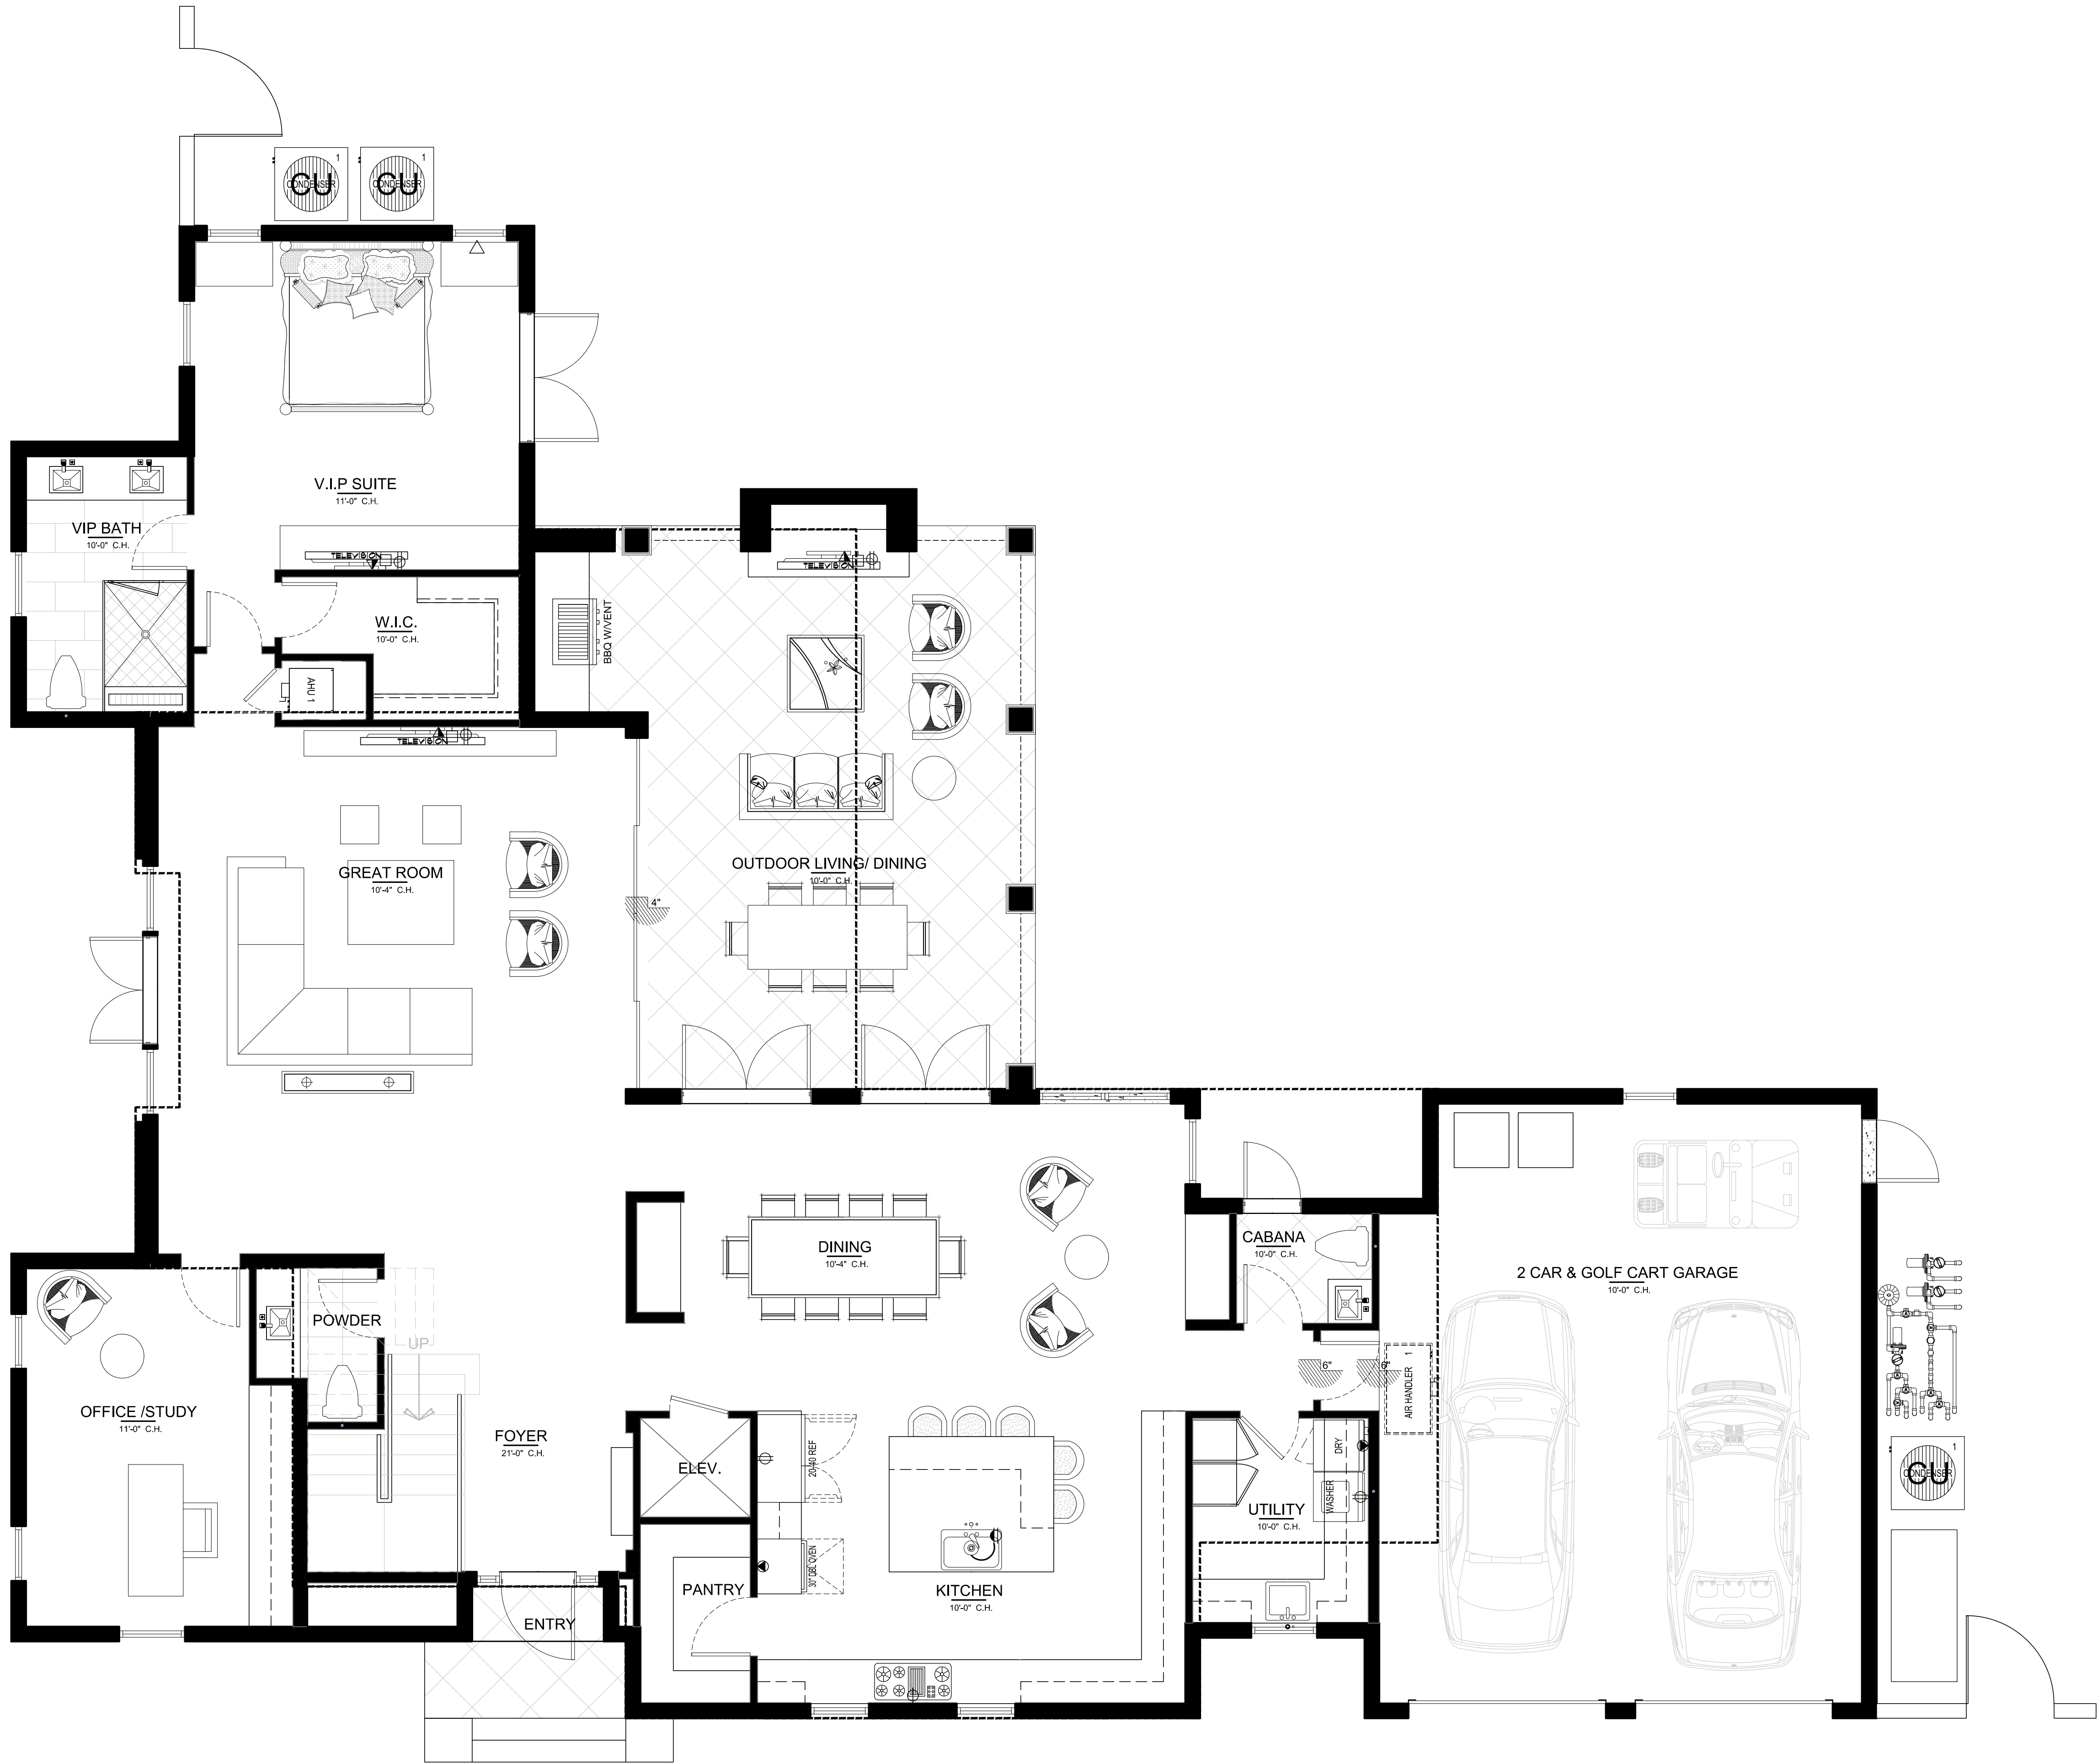 1
CONDENSER
CU
1
CONDENSER
CU
V.I.P SUITE
11'-0" C.H.
VIP BATH
10'-0" C.H.
TELEVISION
TELEVISION
W.I.C.
10'-0" C.H.
BBQ W/VENT
AHU 1
TELEVISION
GREAT ROOM
10'-4" C.H.
OUTDOOR LIVING/ DINING
10'-0" C.H.
4"
DINING
10'-4" C.H.
CABANA
10'-0" C.H.
2 CAR & GOLF CART GARAGE
10'-0" C.H.
POWDER
UP
6"
6"
AIR HANDLER 1
OFFICE /STUDY
11'-0" C.H.
FOYER
21'-0" C.H.
ELEV.
20-40 REF
DRY
WASHER
UTILITY
10'-0" C.H.
1
CONDENSER
CU
30" DBL OVEN
PANTRY
KITCHEN
10'-0" C.H.
ENTRY